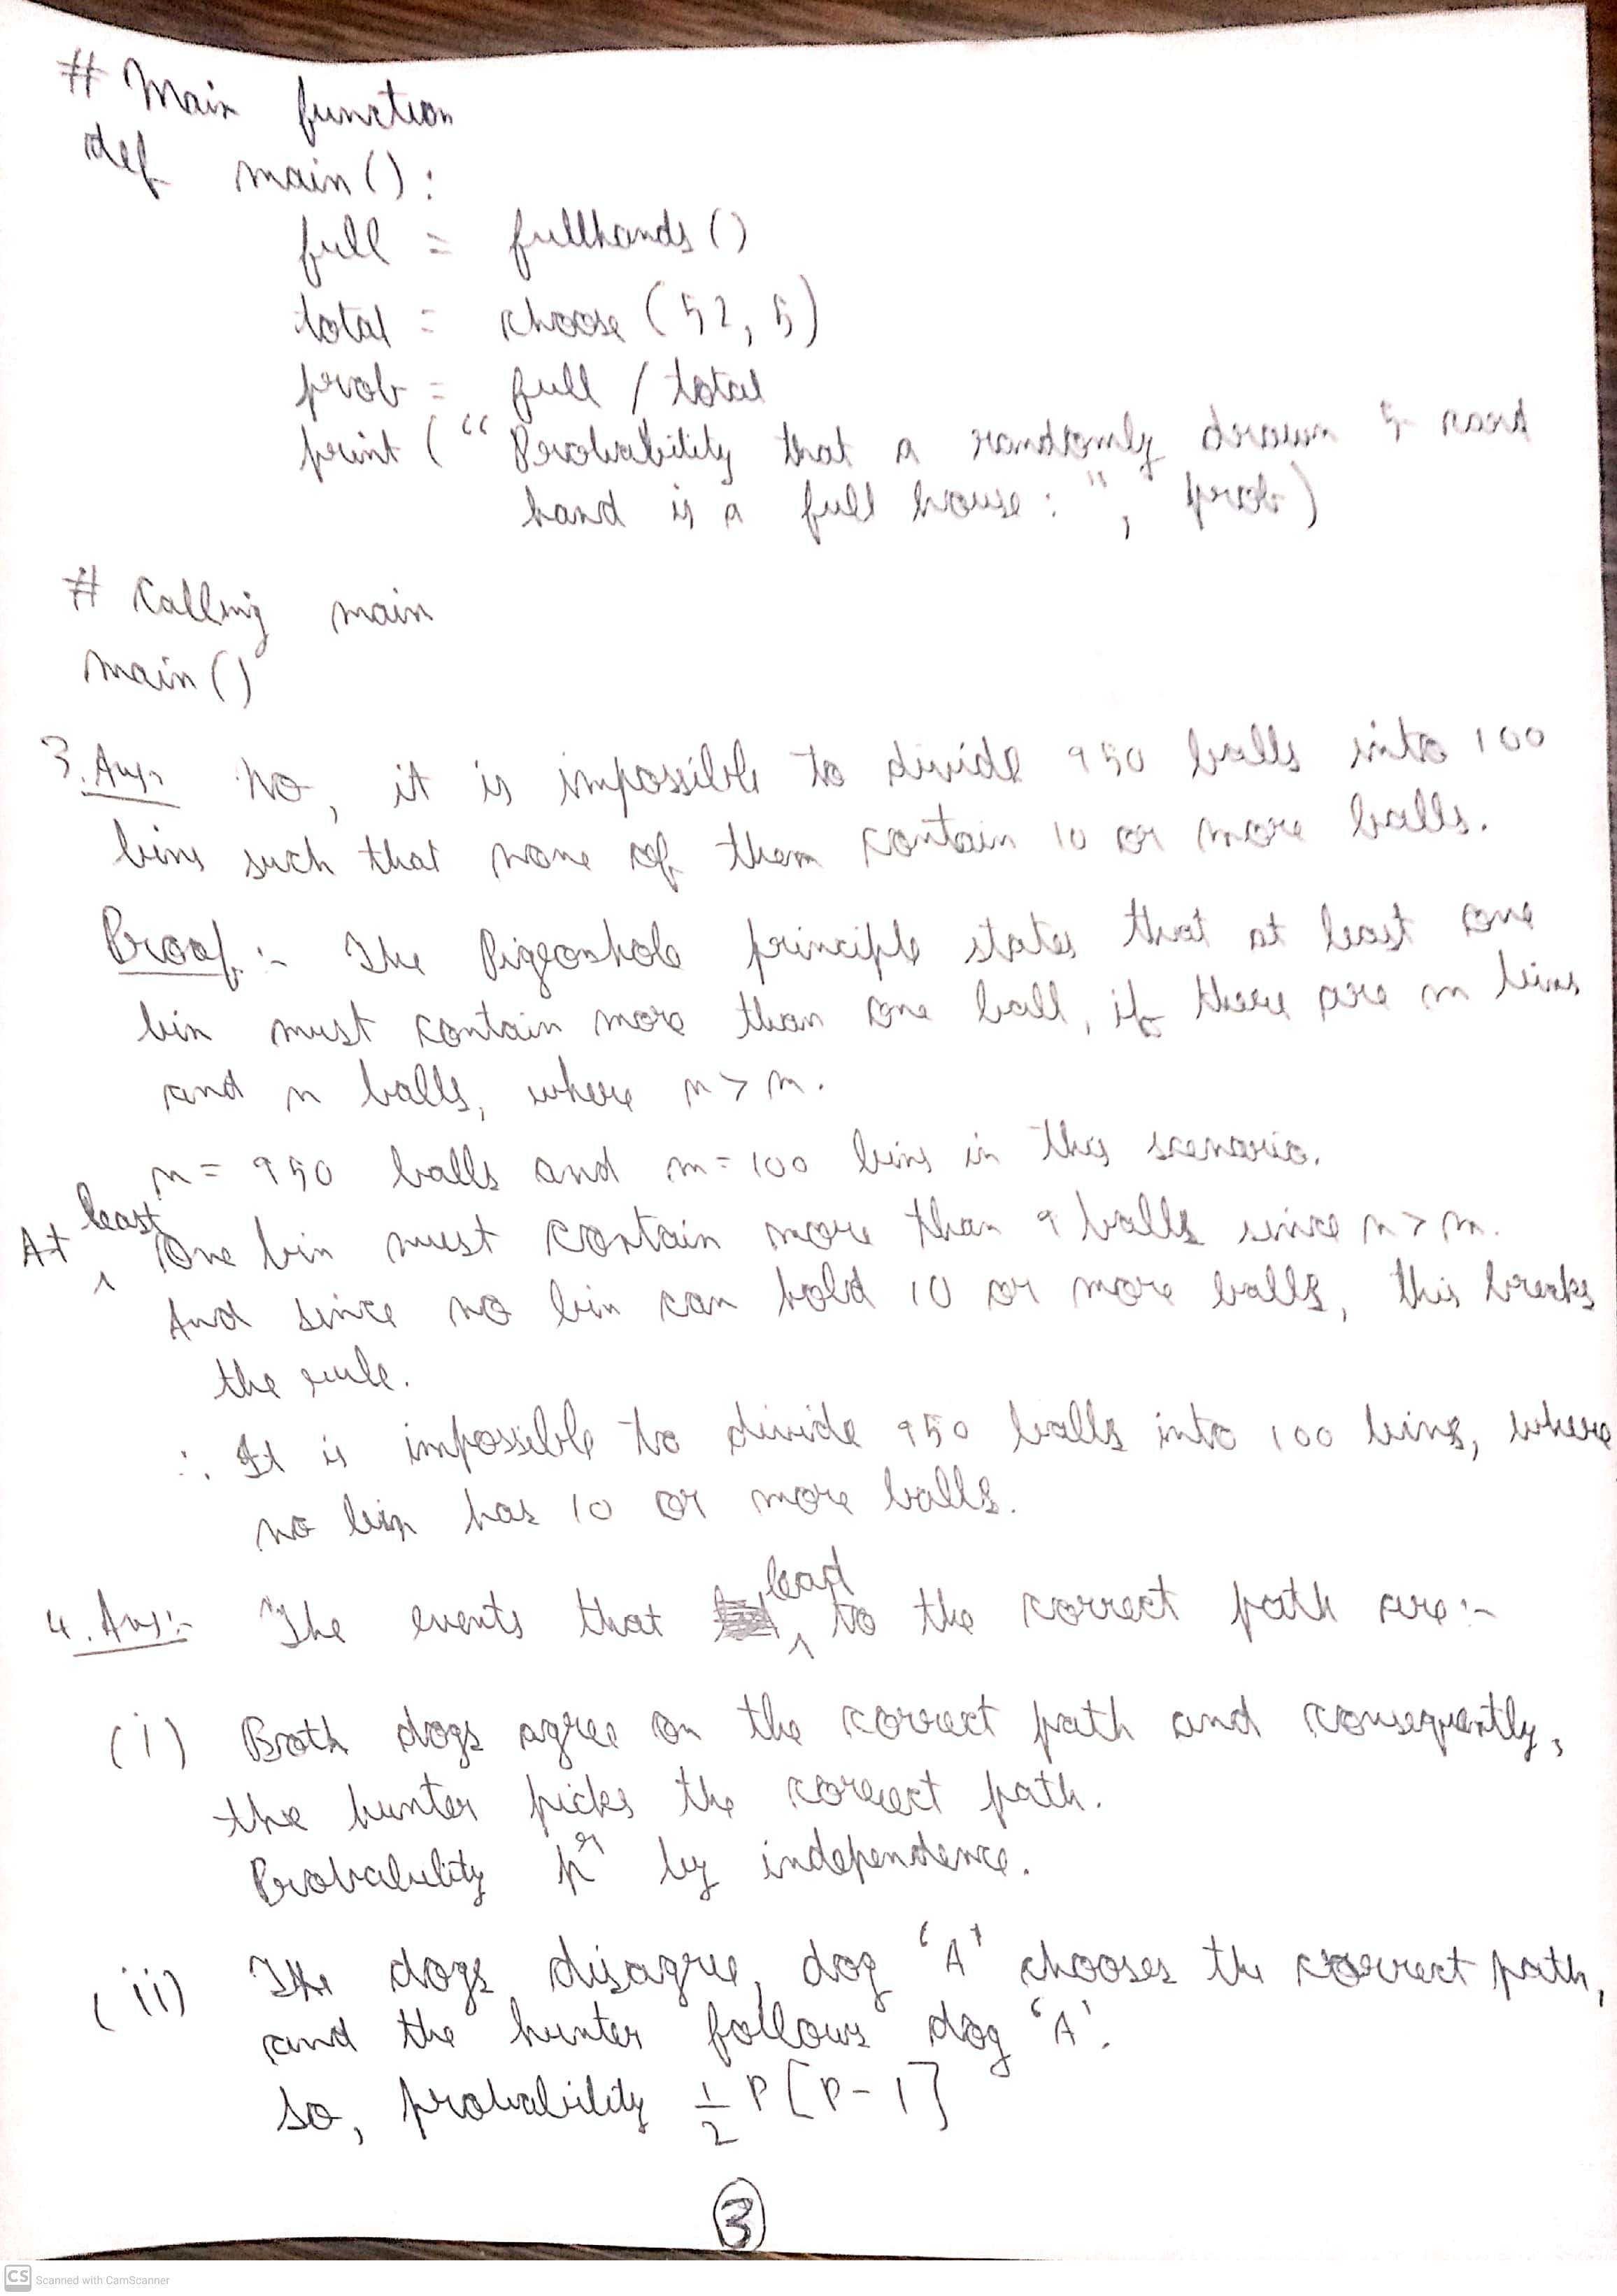 # Main function
def main():
full = fullhands()
total = choose (52, 5)
prob = full / total
print (" Probability that a randomly drawn 5 card
hand is a full house : ", prob)
# Calling main
main()
3. Ans No, it is impossible to divide 950 balls into 100
bins such that none of them contain 10 or more balls.
Proof :- The Pigeonhole principle states that at least one
bin must contain more than one ball, if there are m bins
and n balls, where n > m.
n = 950 balls and m = 100 bins in this scenario.
At least one bin must contain more than 9 balls since n > m.
And since no bin can hold 10 or more balls, this breaks
the rule.
∴ It is impossible to divide 950 balls into 100 bins, where
no bin has 10 or more balls.
4. Ans :- The events that lead to the correct path are :-
(i) Both dogs agree on the correct path and consequently,
the hunter picks the correct path.
Probability p² by independence.
(ii) The dogs disagree, dog 'A' chooses the correct path,
and the hunter follows dog 'A'.
So, probability 1/2 P [P - 1]
3
CS Scanned with CamScanner